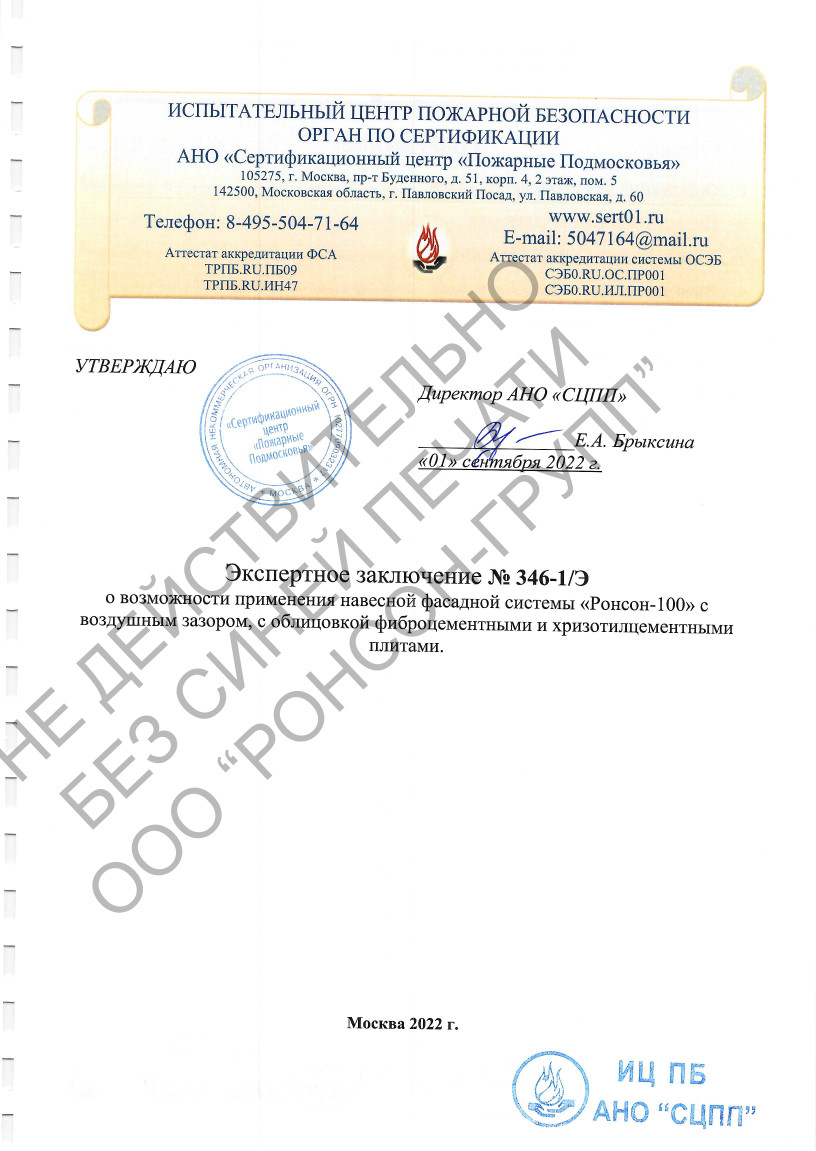 ИСПЫТАТЕЛЬНЫЙ ЦЕНТР ПОЖАРНОЙ БЕЗОПАСНОСТИ
ОРГАН ПО СЕРТИФИКАЦИИ
АНО «Сертификационный центр «Пожарные Подмосковья»
105275, г. Москва, пр-т Буденного, д. 51, корп. 4, 2 этаж, пом. 5
142500, Московская область, г. Павловский Посад, ул. Павловская, д. 60
Телефон: 8-495-504-71-64
www.sert01.ru
E-mail: 5047164@mail.ru
Аттестат аккредитации ФСА
ТРПБ.RU.ПБ09
ТРПБ.RU.ИН47
Аттестат аккредитации системы ОСЭБ
СЭБ0.RU.ОС.ПР001
СЭБ0.RU.ИЛ.ПР001
УТВЕРЖДАЮ
АВТОНОМНАЯ НЕКОММЕРЧЕСКАЯ ОРГАНИЗАЦИЯ ОГРН
* МОСКВА *
«Сертификационный
центр
«Пожарные
Подмосковья»
Директор АНО «СЦПП»
Е.А. Брыксина
«01» сентября 2022 г.
Экспертное заключение № 346-1/Э
о возможности применения навесной фасадной системы «Ронсон-100» с
воздушным зазором, с облицовкой фиброцементными и хризотилцементными
плитами.
НЕ ДЕЙСТВИТЕЛЬНО
БЕЗ СИНЕЙ ПЕЧАТИ
ООО “РОНСОН-ГРУПП”
Москва 2022 г.
ИЦ ПБ
АНО “СЦПП”